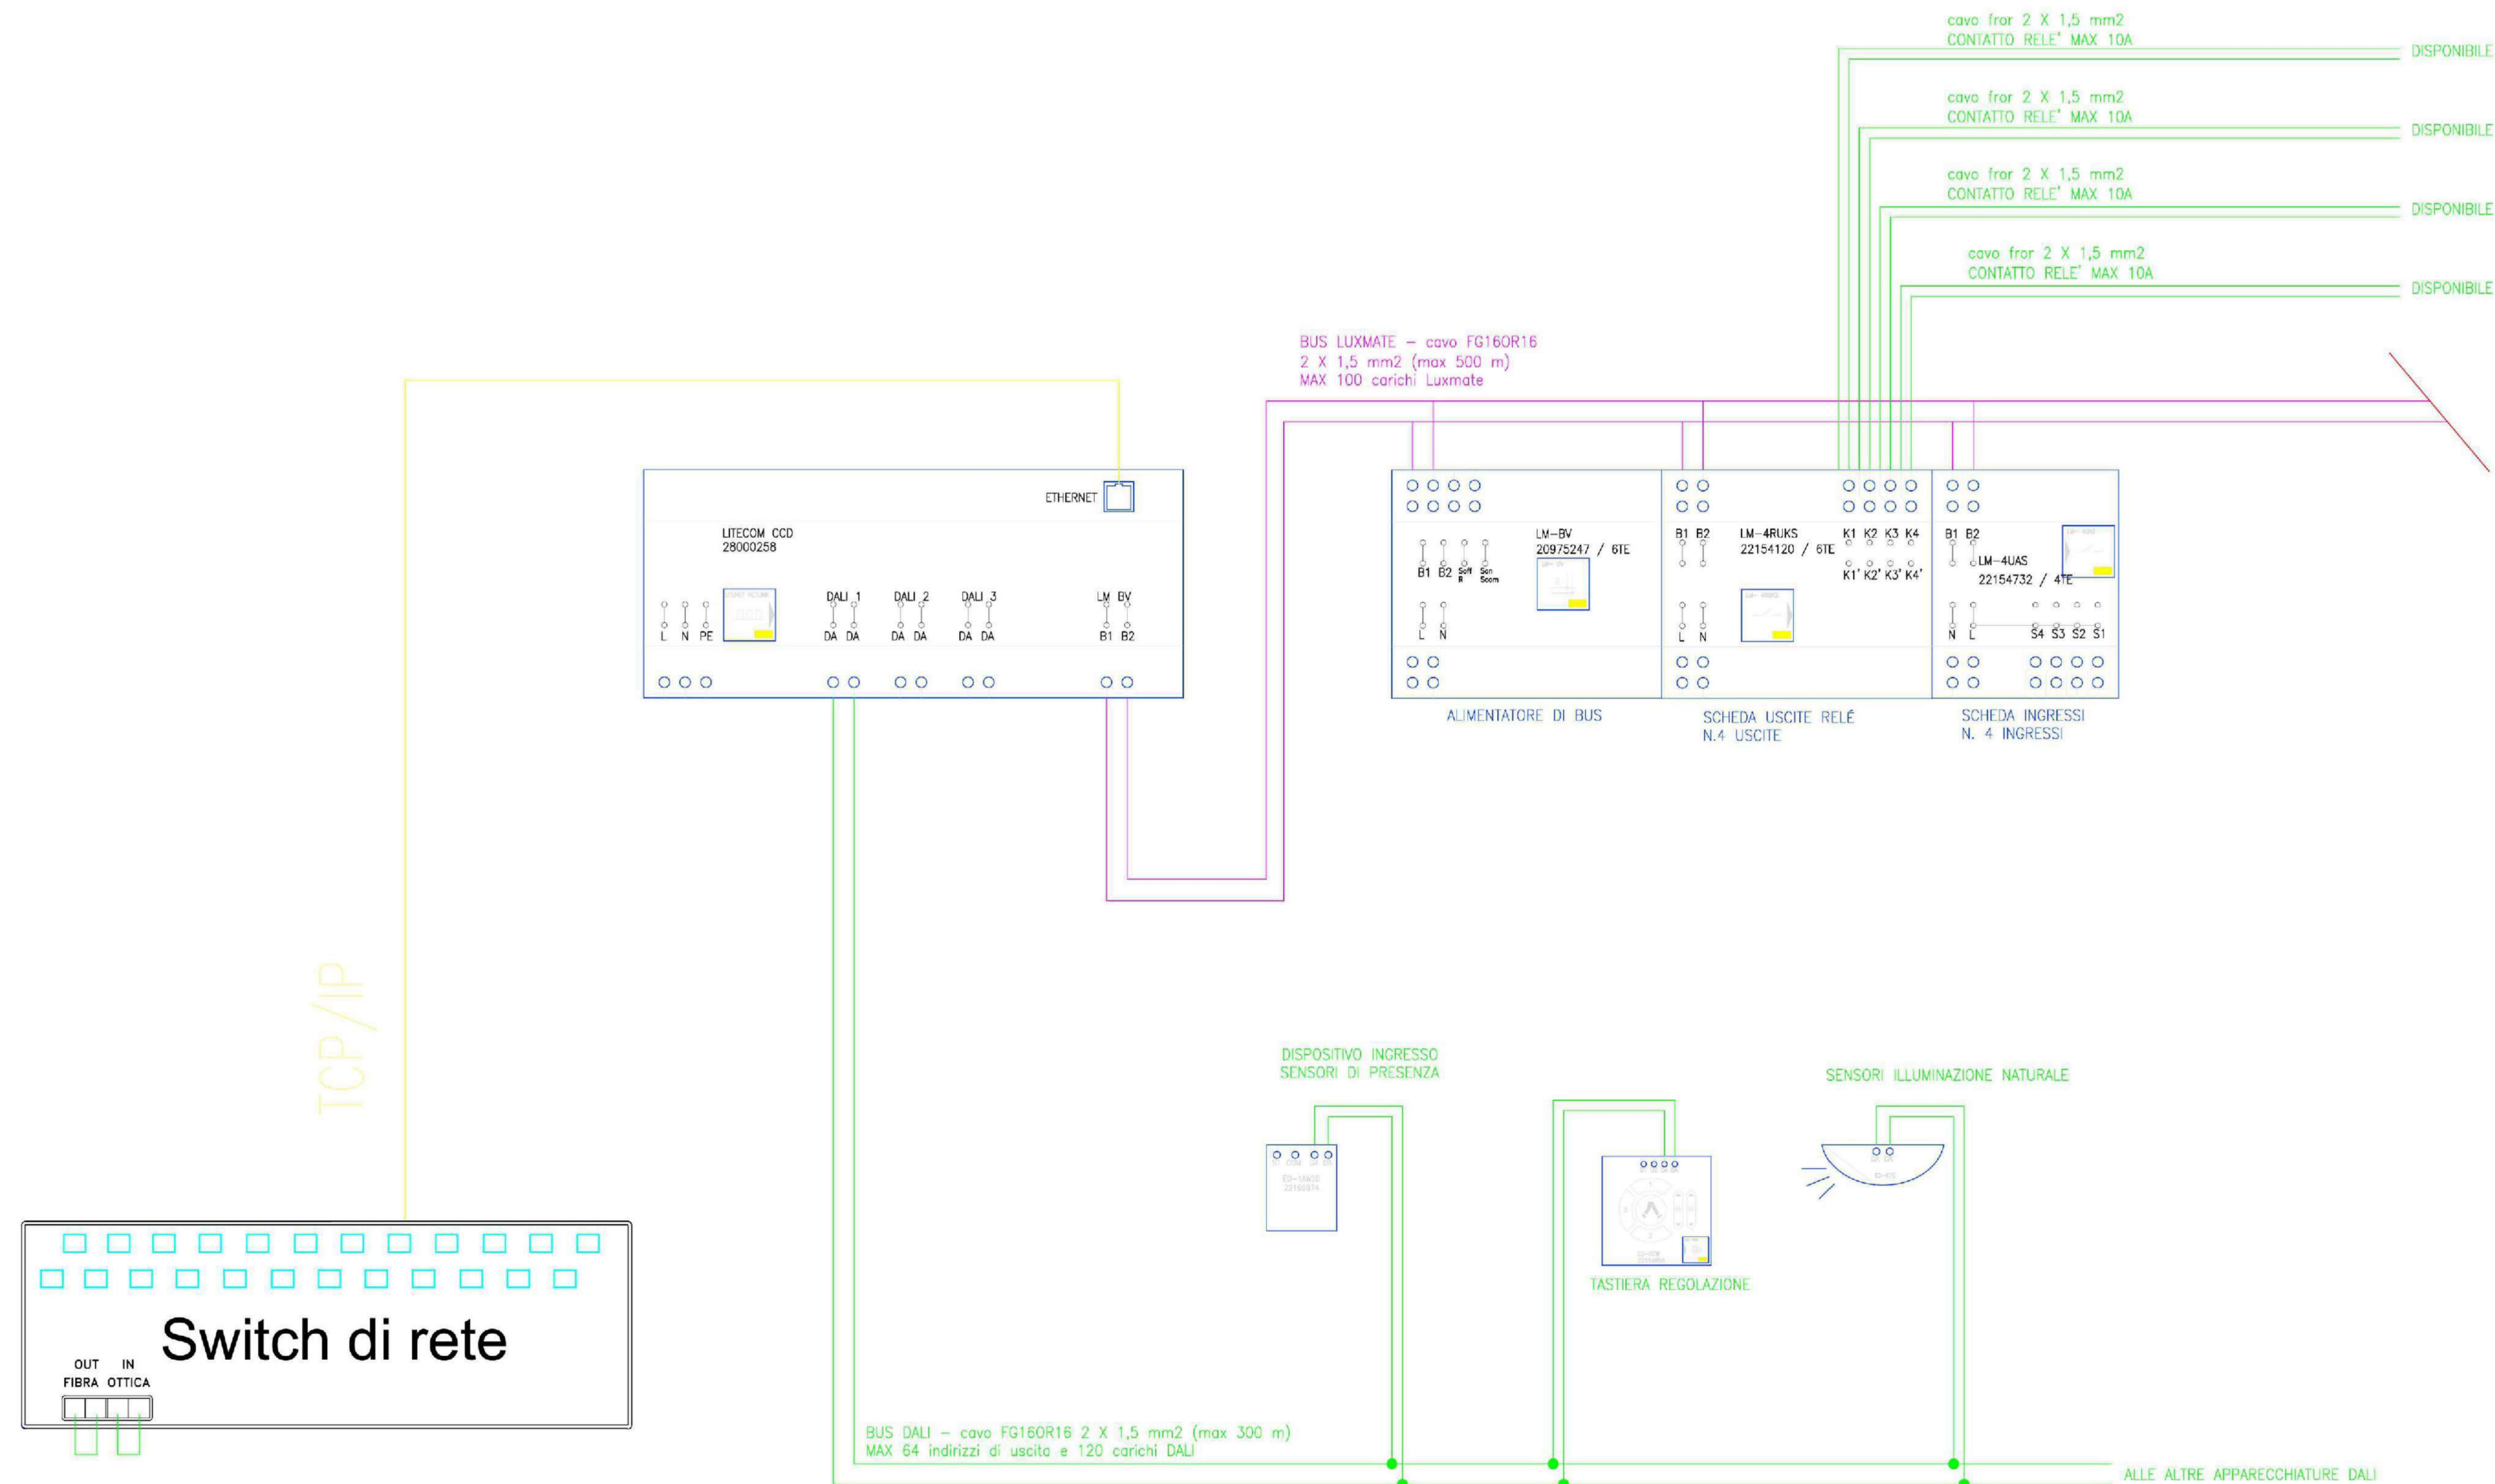 cavo fror 2 X 1,5 mm2
CONTATTO RELE' MAX 10A
DISPONIBILE
cavo fror 2 X 1,5 mm2
CONTATTO RELE' MAX 10A
DISPONIBILE
cavo fror 2 X 1,5 mm2
CONTATTO RELE' MAX 10A
DISPONIBILE
cavo fror 2 X 1,5 mm2
CONTATTO RELE' MAX 10A
DISPONIBILE
BUS LUXMATE – cavo FG16OR16
2 X 1,5 mm2 (max 500 m)
MAX 100 carichi Luxmate
ETHERNET
LITECOM CCD
28000258
DALI 1
DALI 2
DALI 3
LM BV
L N PE
DA DA
DA DA
DA DA
B1 B2
LM-BV
20975247 / 6TE
B1 B2 Soff R Son Scom
L N
ALIMENTATORE DI BUS
B1 B2
LM-4RUKS
22154120 / 6TE
K1 K2 K3 K4
K1' K2' K3' K4'
L N
SCHEDA USCITE RELÉ
N.4 USCITE
B1 B2
LM-4UAS
22154732 / 4TE
N L
S4 S3 S2 S1
SCHEDA INGRESSI
N. 4 INGRESSI
TCP/IP
DISPOSITIVO INGRESSO
SENSORI DI PRESENZA
SENSORI ILLUMINAZIONE NATURALE
TASTIERA REGOLAZIONE
Switch di rete
OUT IN
FIBRA OTTICA
BUS DALI – cavo FG16OR16 2 X 1,5 mm2 (max 300 m)
MAX 64 indirizzi di uscita e 120 carichi DALI
ALLE ALTRE APPARECCHIATURE DALI